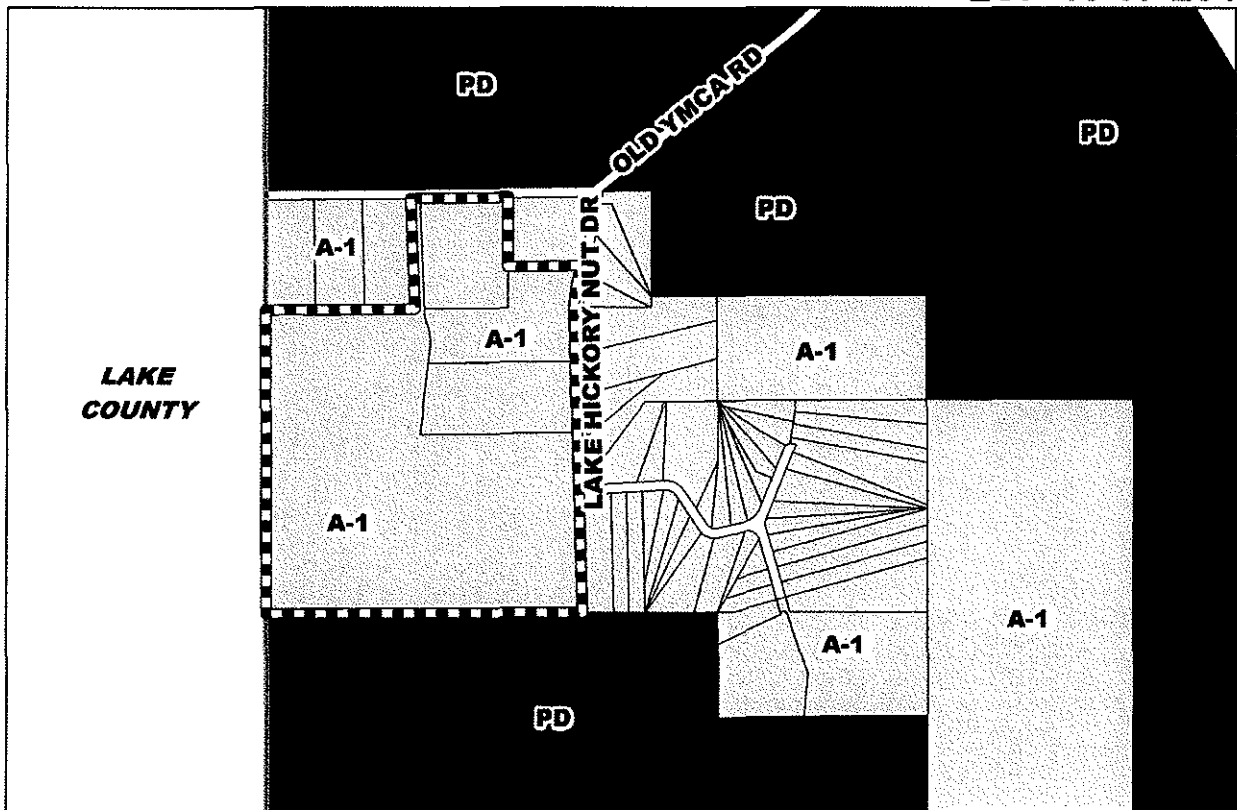 PD
OLD YMCA RD
PD
PD
A-1
LAKE HICKORY NUT DR
A-1
A-1
LAKE
COUNTY
A-1
A-1
A-1
PD